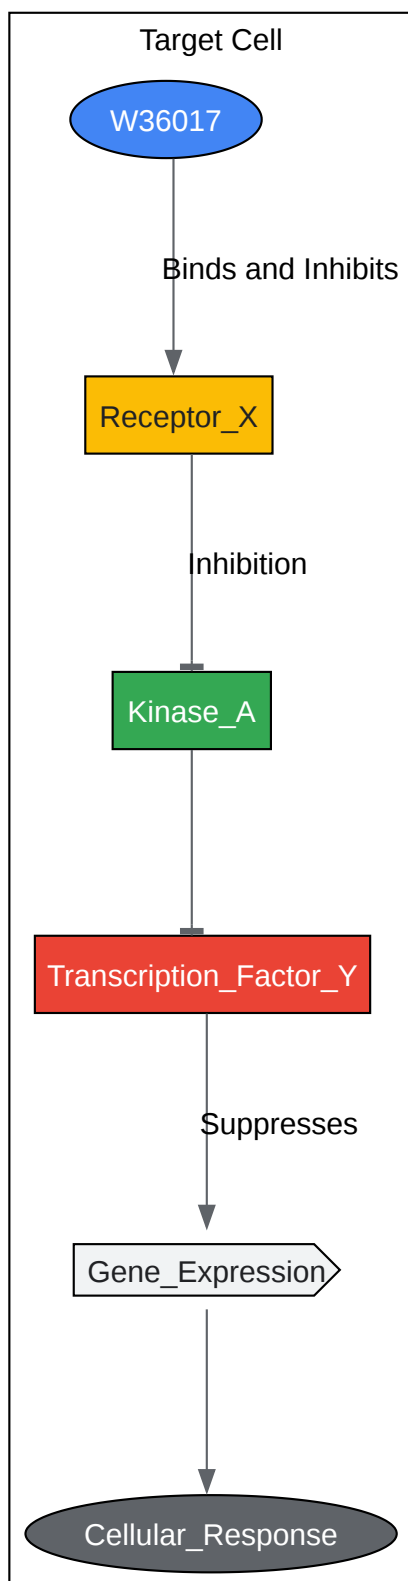 Target Cell
W36017
Binds and Inhibits
Receptor_X
Inhibition
Kinase_A
Transcription_Factor_Y
Suppresses
Gene_Expression
Cellular_Response